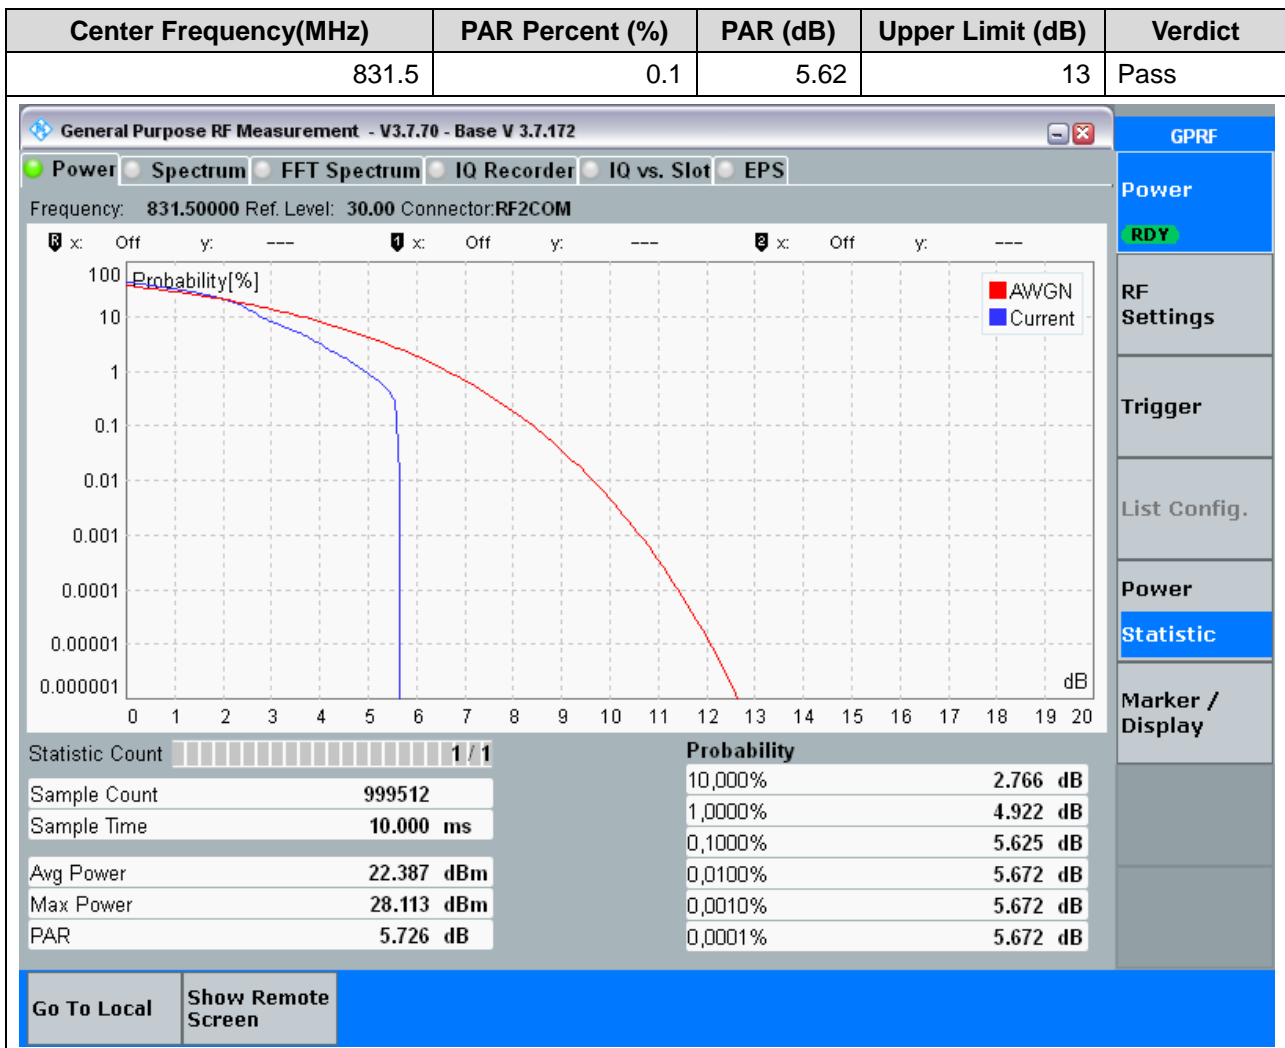 Center Frequency(MHz) PAR Percent (%) PAR (dB) Upper Limit (dB) Verdict
831.5 0.1 5.62 13 Pass
General Purpose RF Measurement - V3.7.70 - Base V 3.7.172
Power Spectrum FFT Spectrum IQ Recorder IQ vs. Slot EPS
Frequency: 831.50000 Ref. Level: 30.00 Connector:RF2COM
R x: Off y: --- 1 x: Off y: --- 2 x: Off y: ---
Probability[%]
AWGN
Current
100
10
1
0.1
0.01
0.001
0.0001
0.00001
0.000001
dB
0 1 2 3 4 5 6 7 8 9 10 11 12 13 14 15 16 17 18 19 20
Statistic Count 1 / 1
Sample Count 999512
Sample Time 10.000 ms
Avg Power 22.387 dBm
Max Power 28.113 dBm
PAR 5.726 dB
Probability
10,000% 2.766 dB
1,0000% 4.922 dB
0,1000% 5.625 dB
0,0100% 5.672 dB
0,0010% 5.672 dB
0,0001% 5.672 dB
GPRF
Power
RDY
RF
Settings
Trigger
List Config.
Power
Statistic
Marker /
Display
Go To Local
Show Remote
Screen